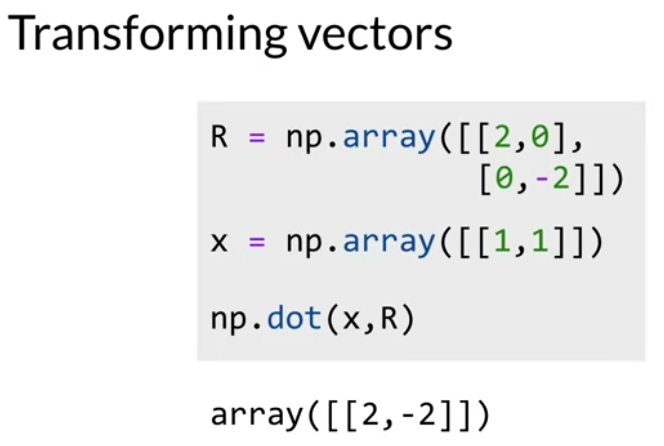 Transforming vectors
R = np.array([[2,0],
[0,-2]])
x = np.array([[1,1]])
np.dot(x,R)
array([[2,-2]])